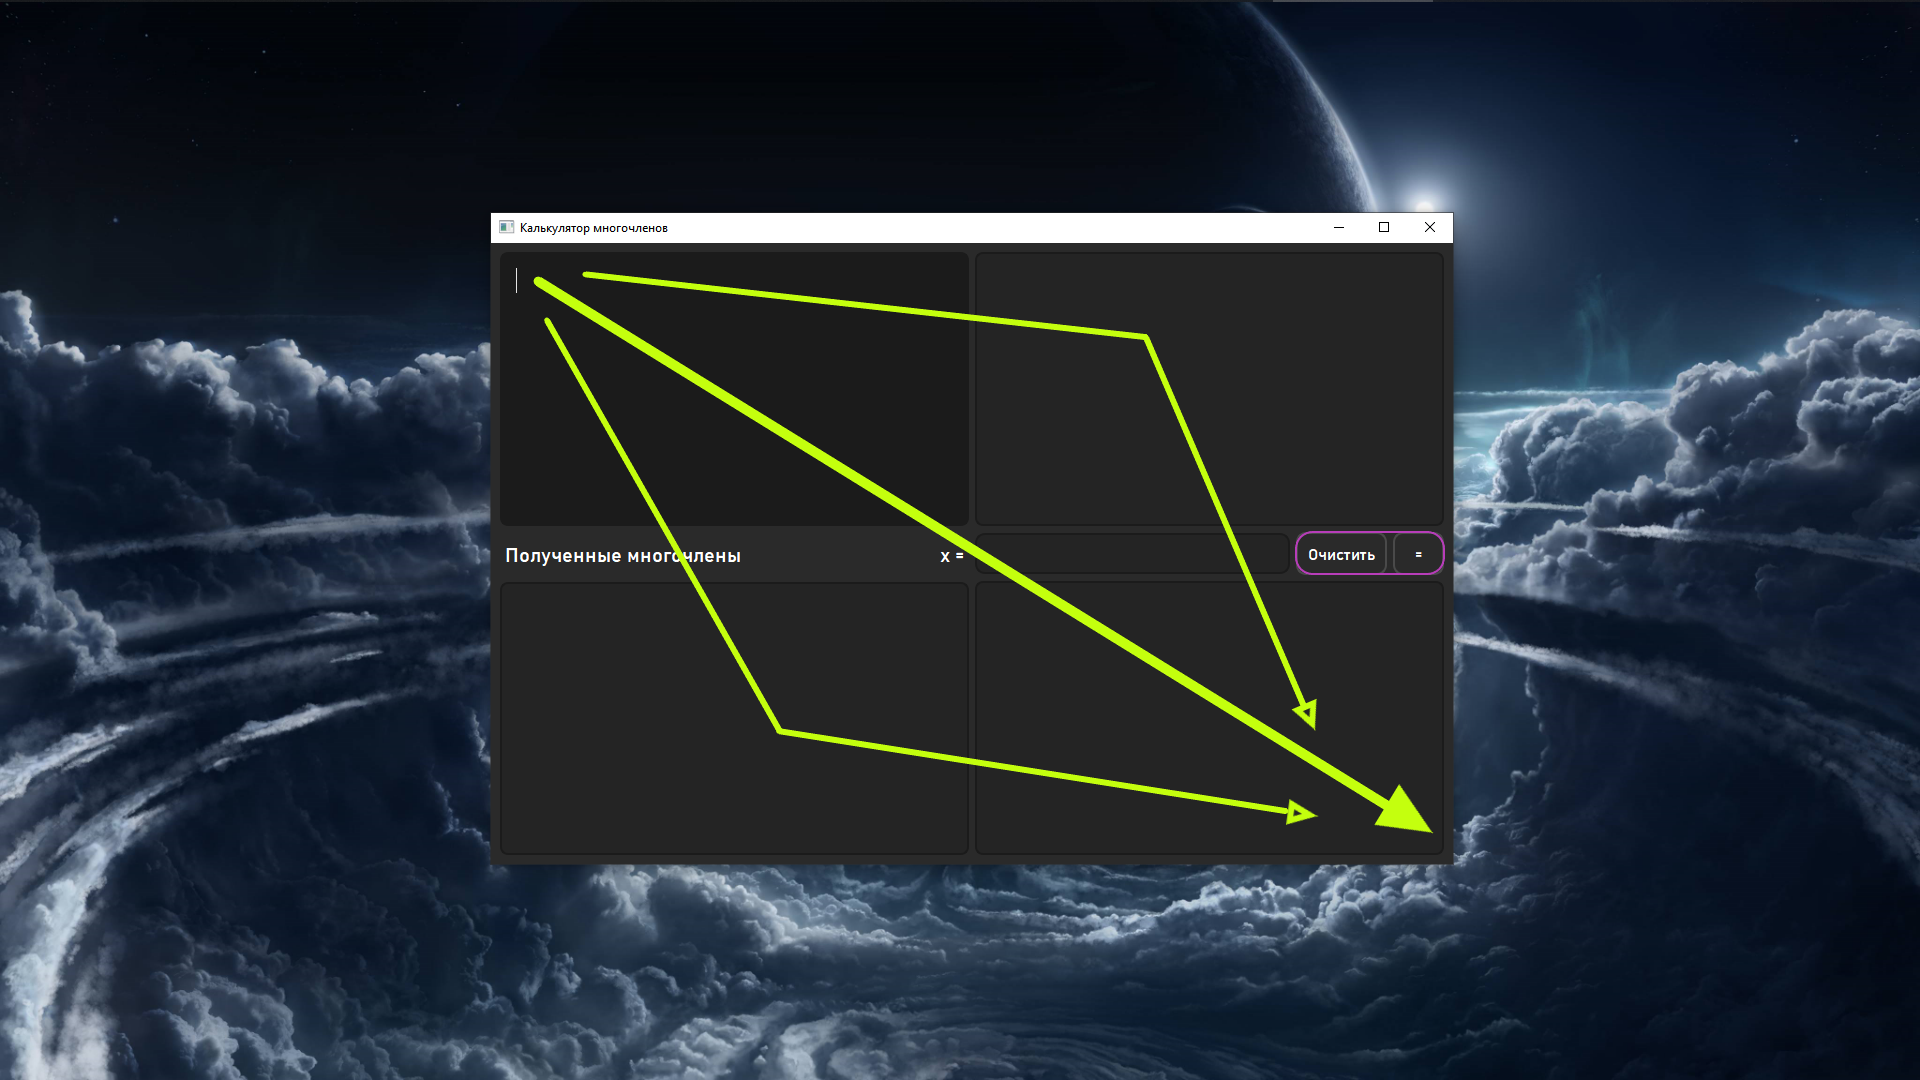 Калькулятор многочленов
Полученные многочлены
x =
Очистить
=